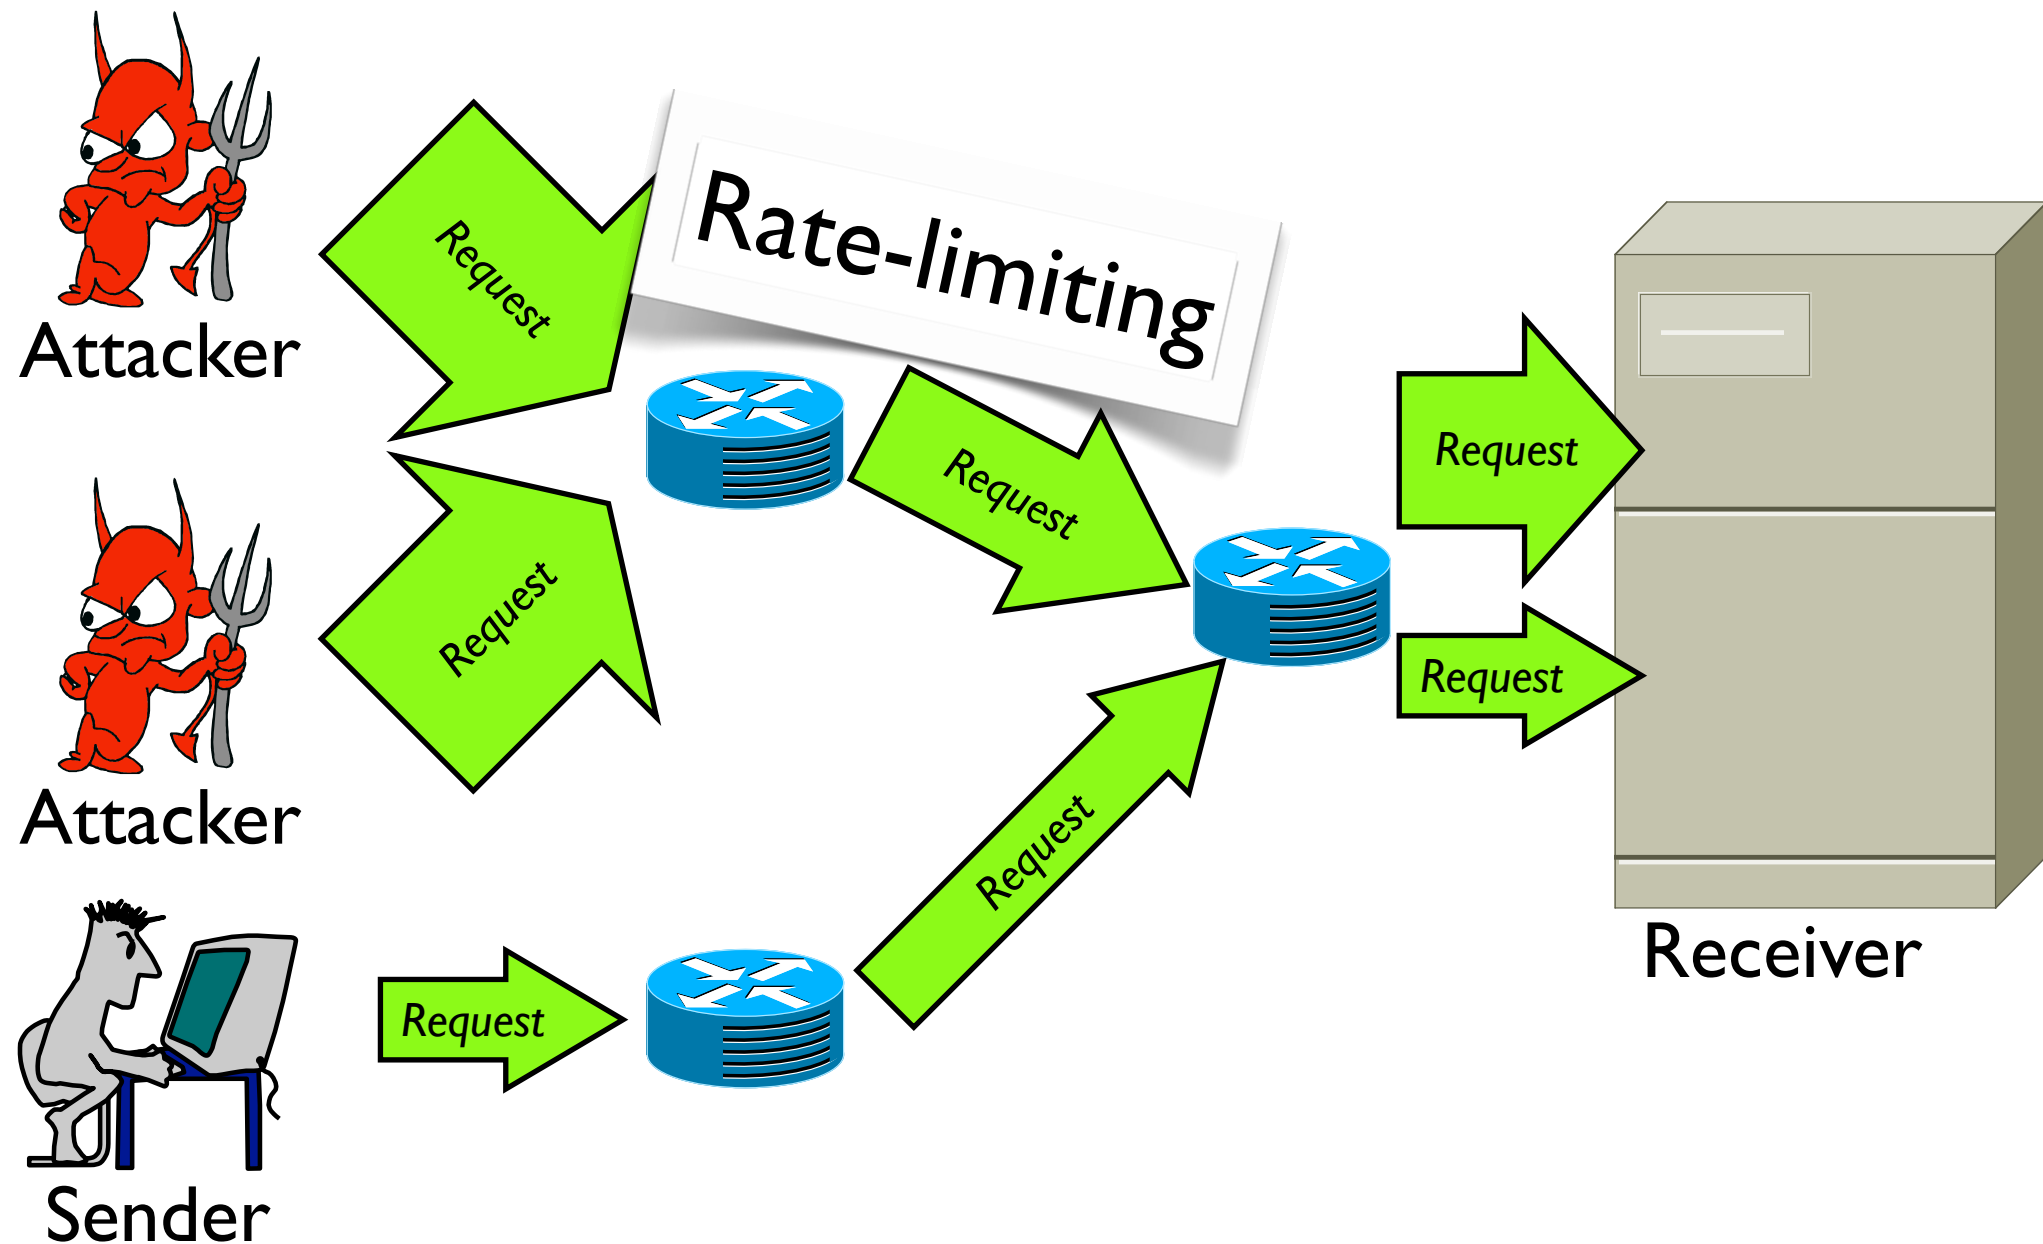 Rate-limiting
Request
Attacker
Request
Request
Request
Request
Attacker
Request
Receiver
Request
Sender